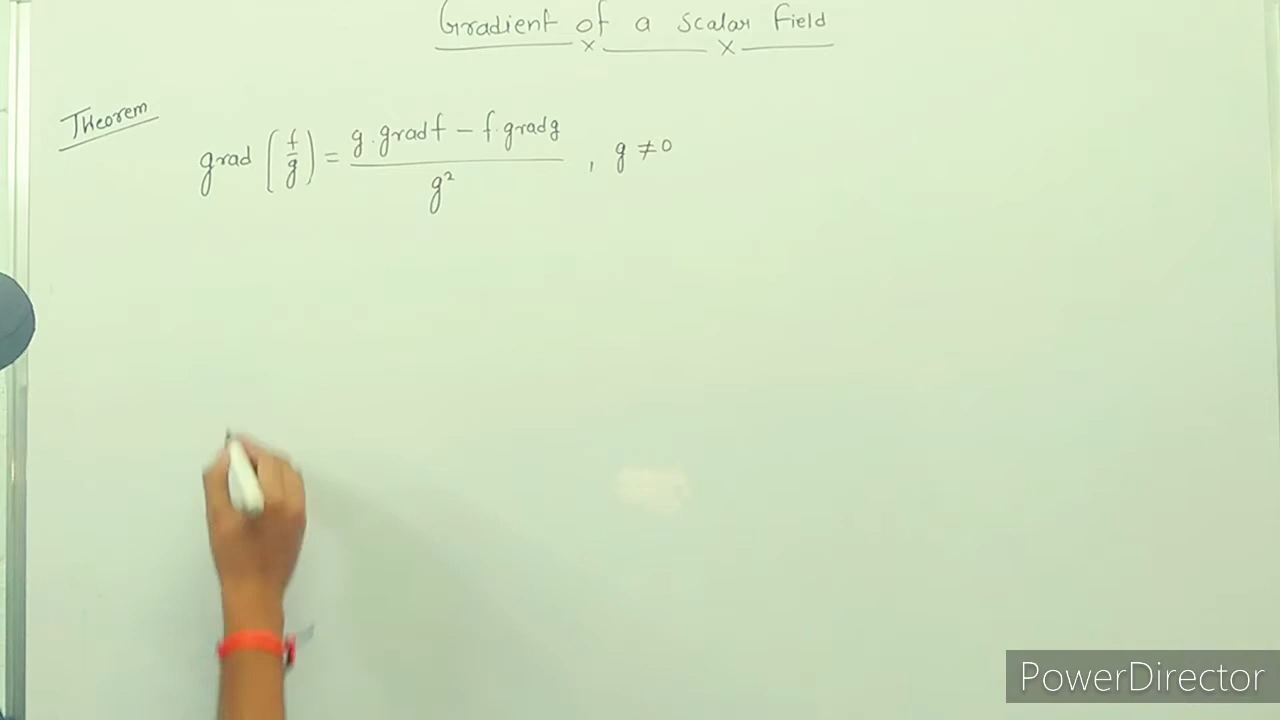 Gradient of a Scalar Field
Theorem
grad (f/g) = g.gradf - f.gradg / g² , g ≠ 0
PowerDirector